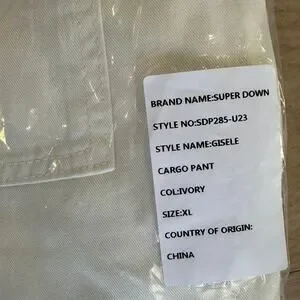 BRAND NAME:SUPER DOWN
STYLE NO:SDP285-U23
STYLE NAME:GISELE
CARGO PANT
COL:IVORY
SIZE:XL
COUNTRY OF ORIGIN:
CHINA